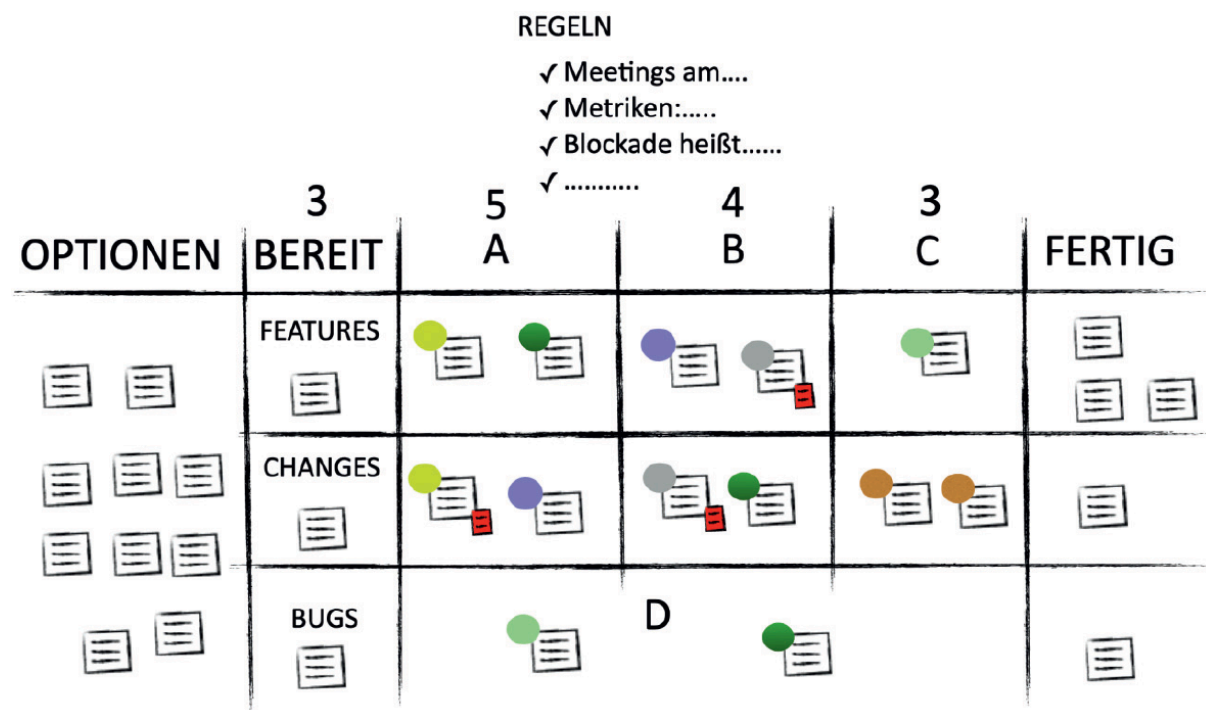 REGELN
✓ Meetings am....
✓ Metriken:.....
✓ Blockade heißt......
✓ ...........
3 5 4 3
OPTIONEN BEREIT A B C FERTIG
FEATURES
CHANGES
BUGS
D